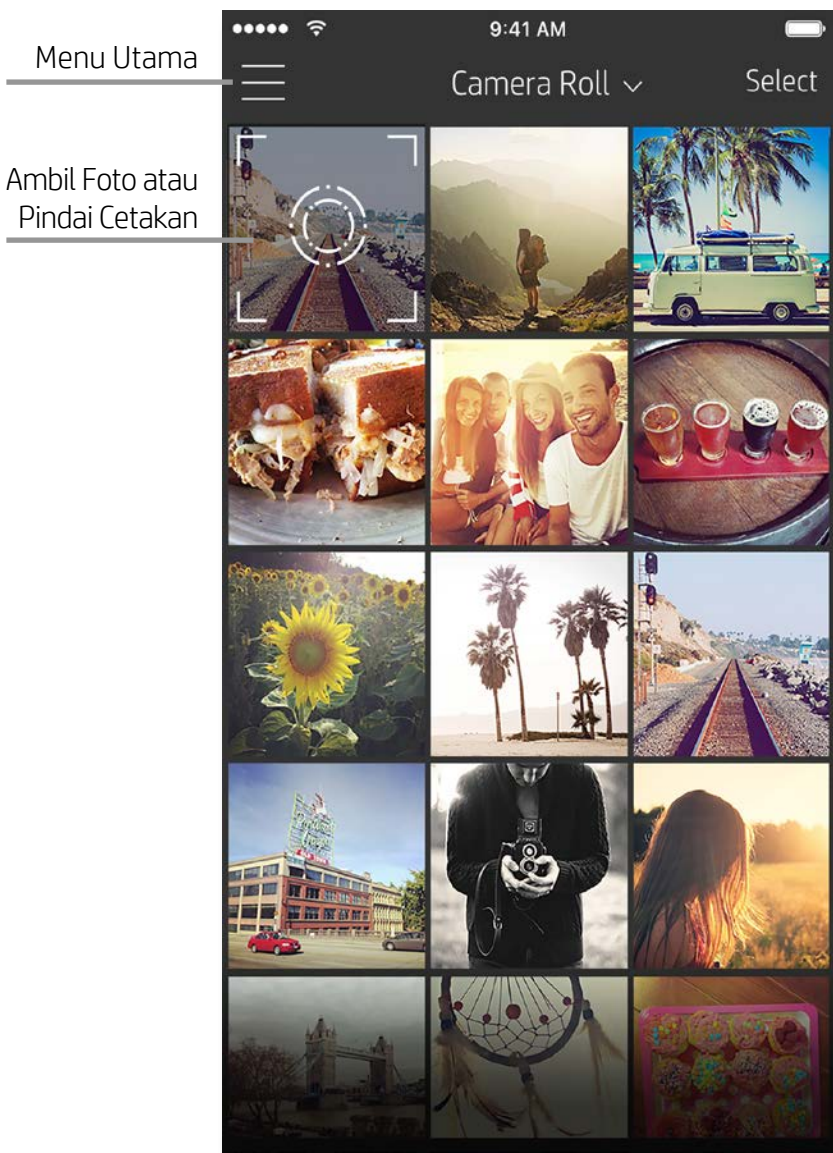 9:41 AM
Menu Utama
Camera Roll
Select
Ambil Foto atau
Pindai Cetakan